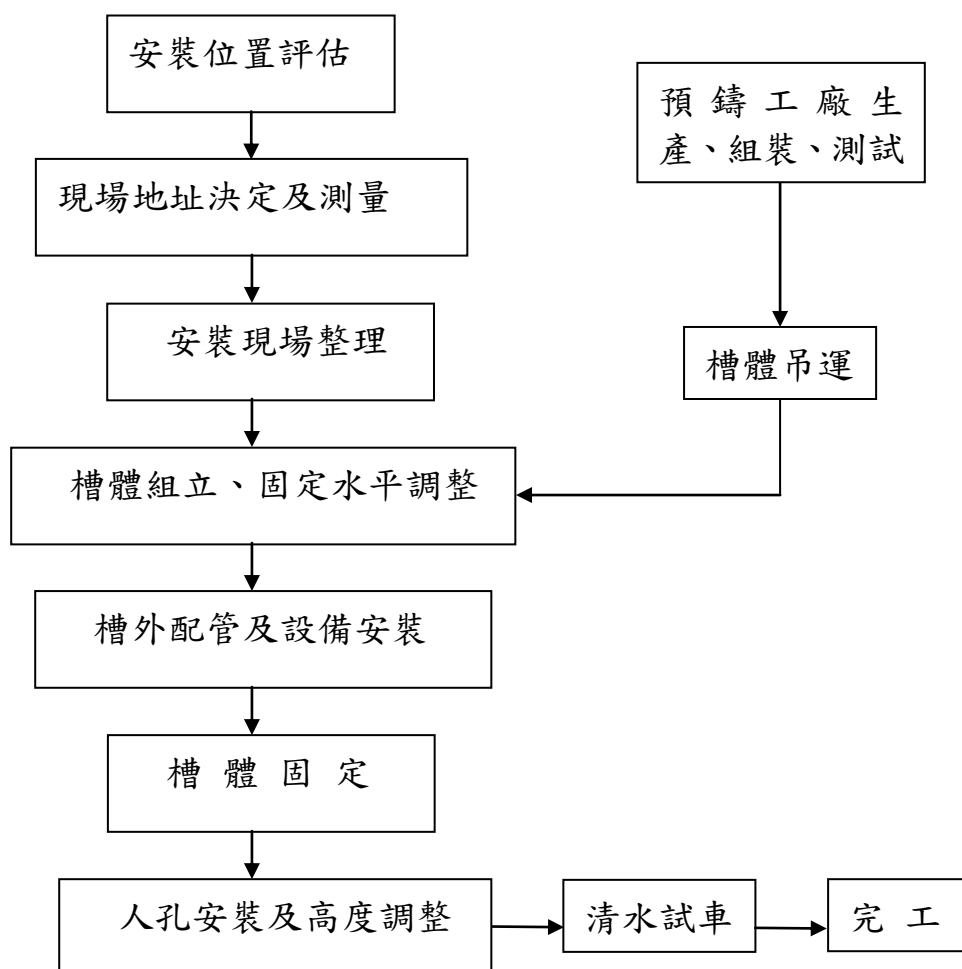 安裝位置評估
預鑄工廠生
產、組裝、測試
現場地址決定及測量
安裝現場整理
槽體吊運
槽體組立、固定水平調整
槽外配管及設備安裝
槽體固定
人孔安裝及高度調整
清水試車
完工